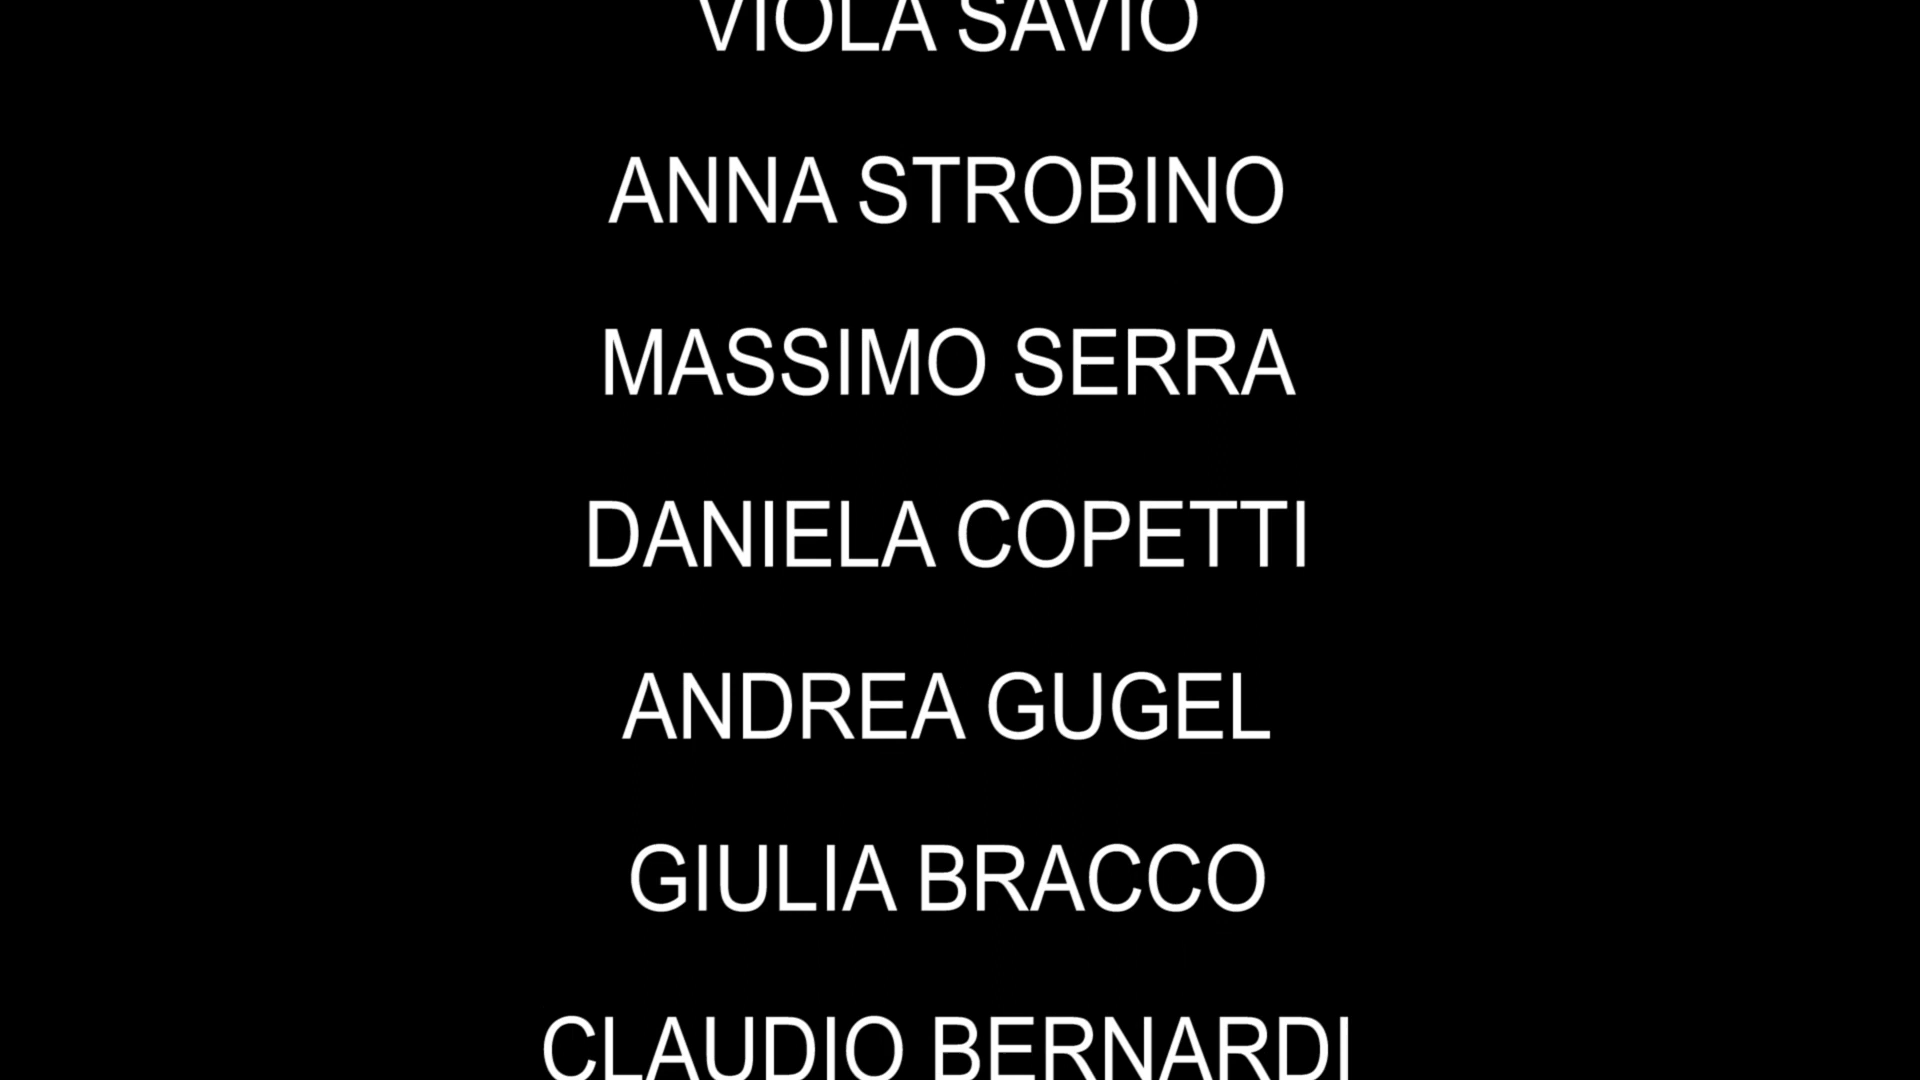 VIOLA SAVIO
ANNA STROBINO
MASSIMO SERRA
DANIELA COPETTI
ANDREA GUGEL
GIULIA BRACCO
CLAUDIO BERNARDI